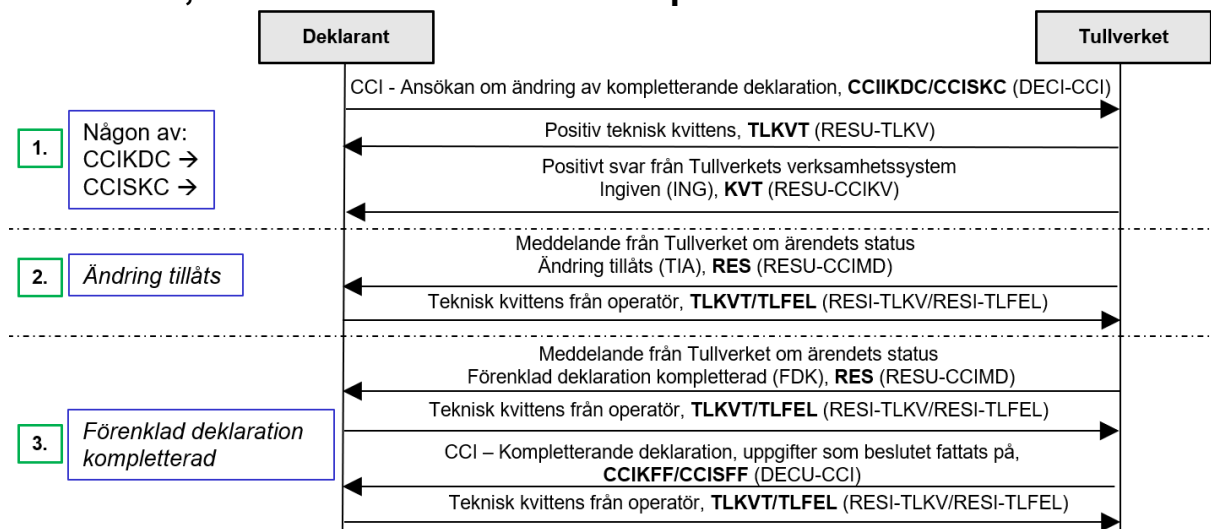 Deklarant
Tullverket
CCI - Ansökan om ändring av kompletterande deklaration, CCIIKDC/CCISKC (DECI-CCI)
Positiv teknisk kvittens, TLKVT (RESU-TLKV)
1.
Någon av:
CCIKDC →
CCISKC →
Positivt svar från Tullverkets verksamhetssystem
Ingiven (ING), KVT (RESU-CCIKV)
Meddelande från Tullverket om ärendets status
2.
Ändring tillåts
Ändring tillåts (TIA), RES (RESU-CCIMD)
Teknisk kvittens från operatör, TLKVT/TLFEL (RESI-TLKV/RESI-TLFEL)
Meddelande från Tullverket om ärendets status
Förenklad deklaration kompletterad (FDK), RES (RESU-CCIMD)
Teknisk kvittens från operatör, TLKVT/TLFEL (RESI-TLKV/RESI-TLFEL)
3.
Förenklad deklaration
kompletterad
CCI – Kompletterande deklaration, uppgifter som beslutet fattats på,
CCIKFF/CCISFF (DECU-CCI)
Teknisk kvittens från operatör, TLKVT/TLFEL (RESI-TLKV/RESI-TLFEL)